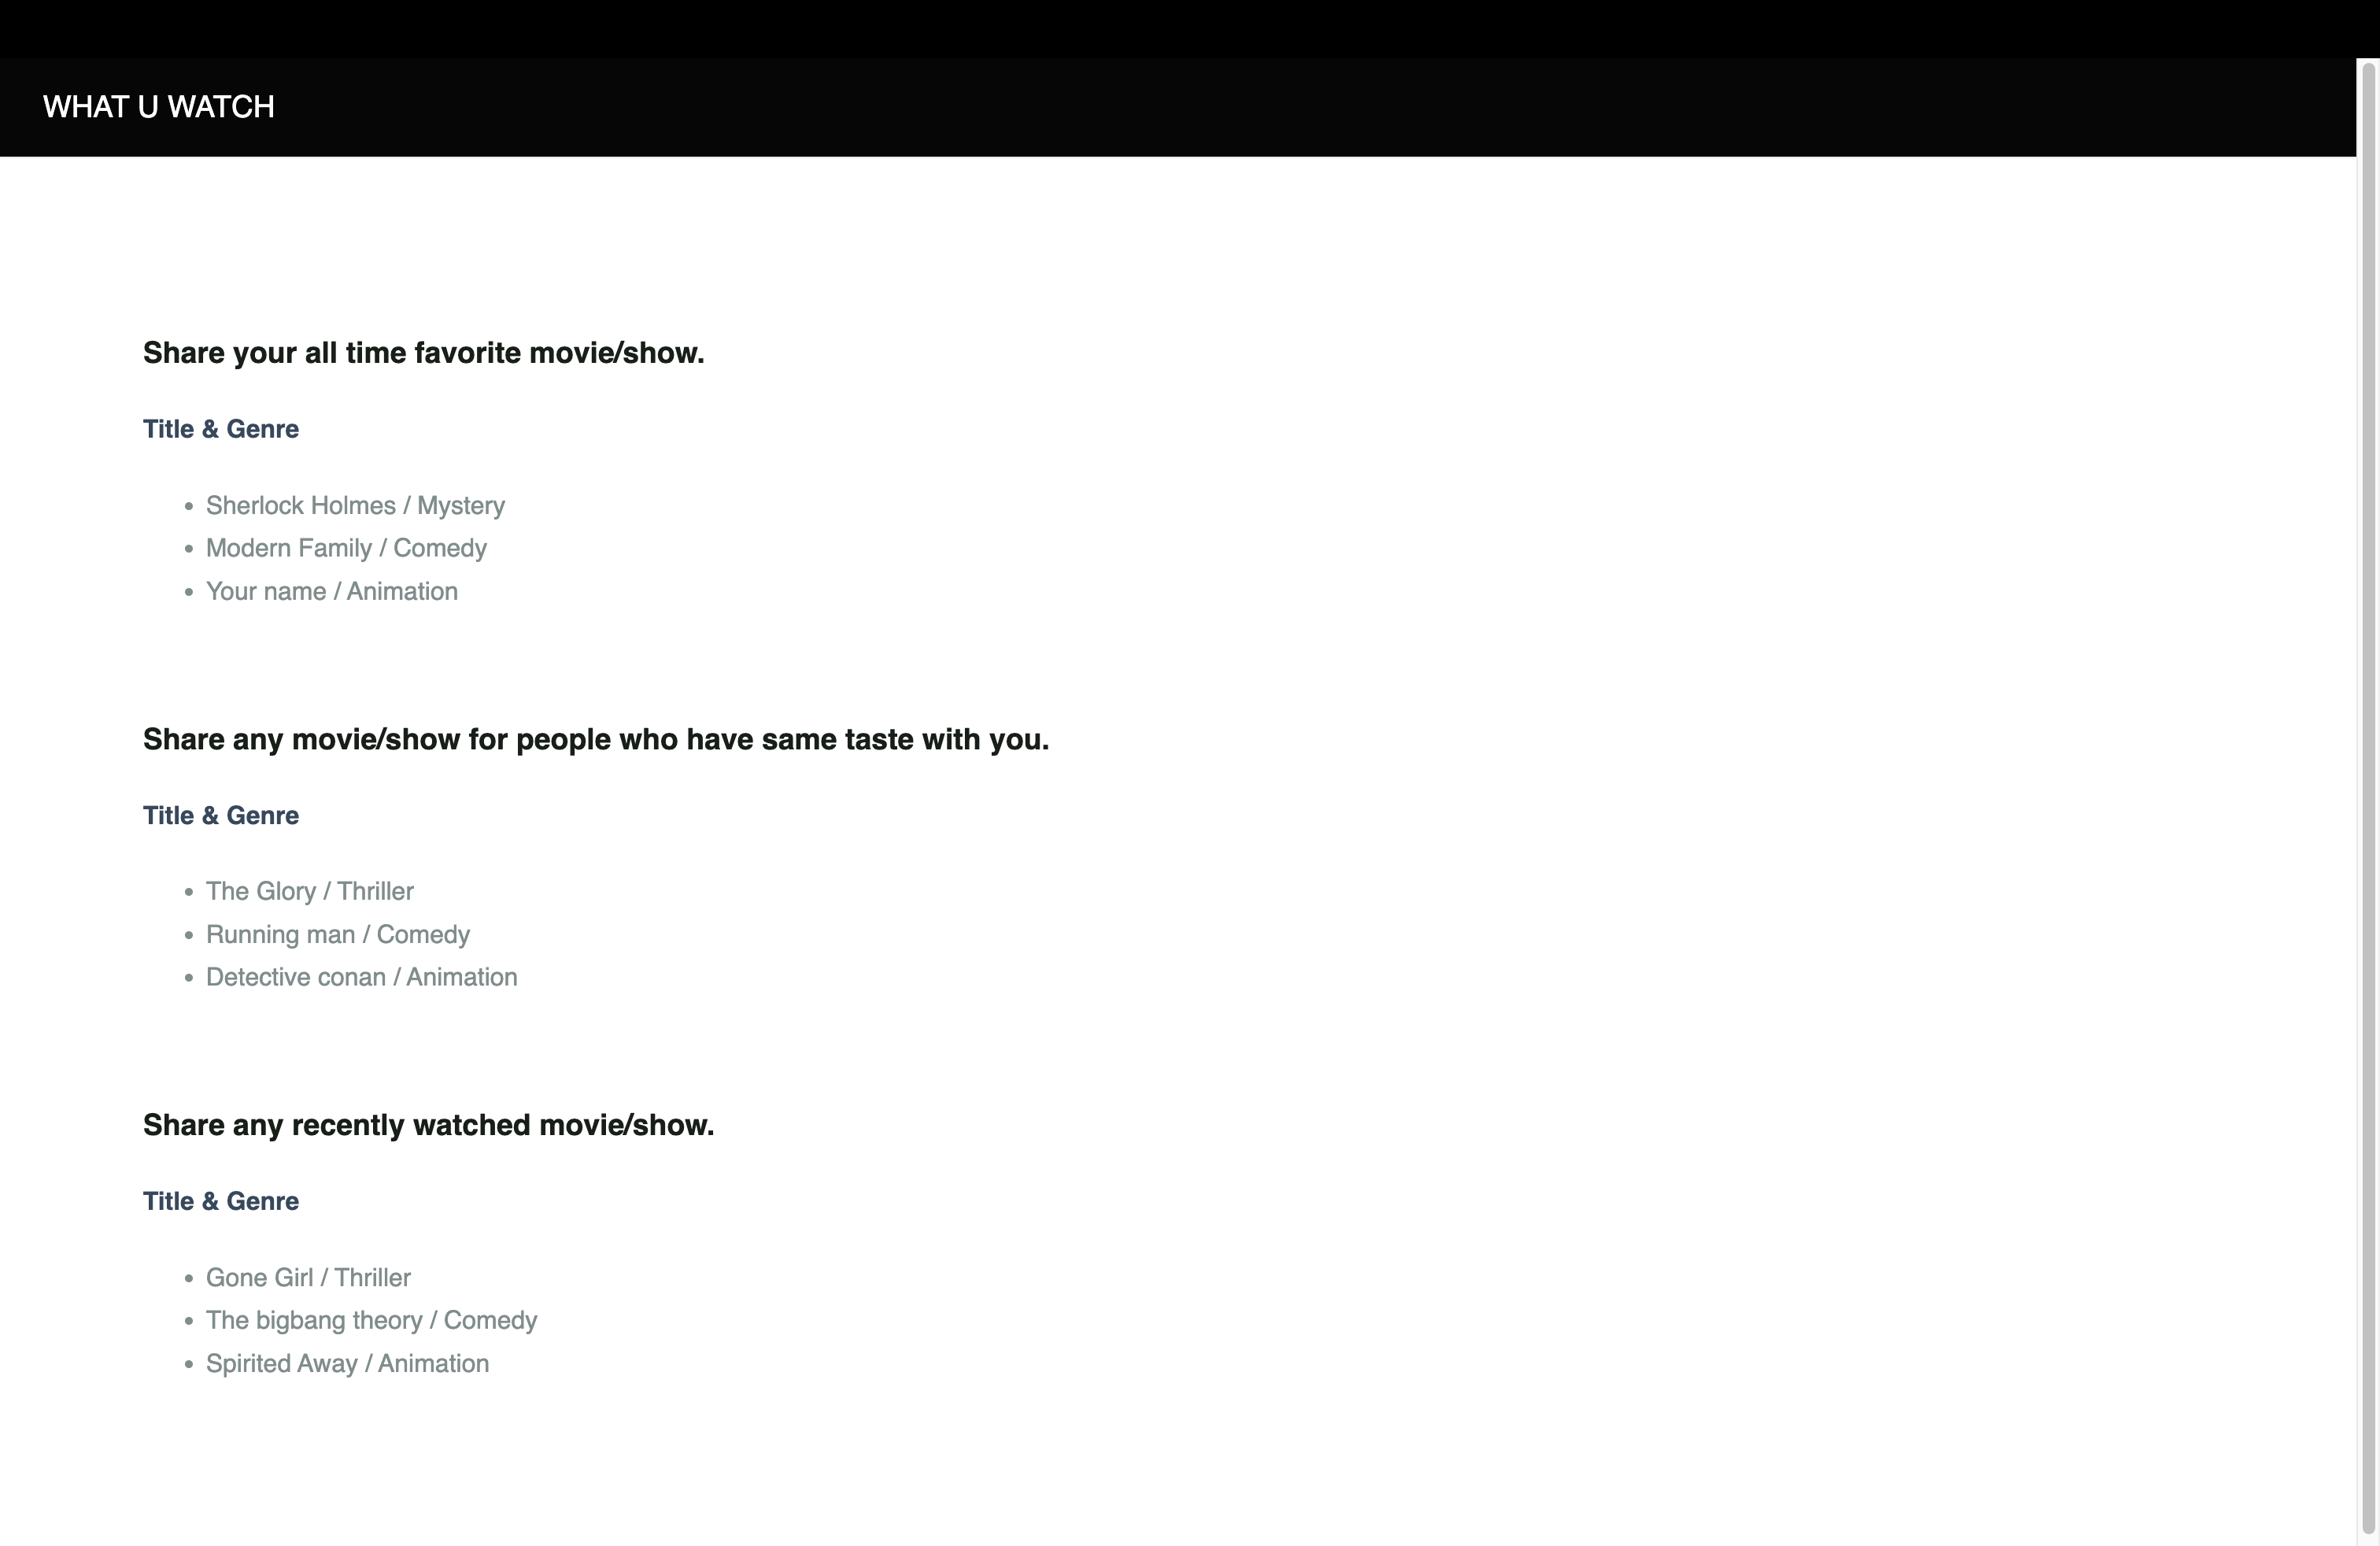 WHAT U WATCH
Share your all time favorite movie/show.
Title & Genre
• Sherlock Holmes / Mystery
• Modern Family / Comedy
• Your name / Animation
Share any movie/show for people who have same taste with you.
Title & Genre
• The Glory / Thriller
• Running man / Comedy
• Detective conan / Animation
Share any recently watched movie/show.
Title & Genre
• Gone Girl / Thriller
• The bigbang theory / Comedy
• Spirited Away / Animation